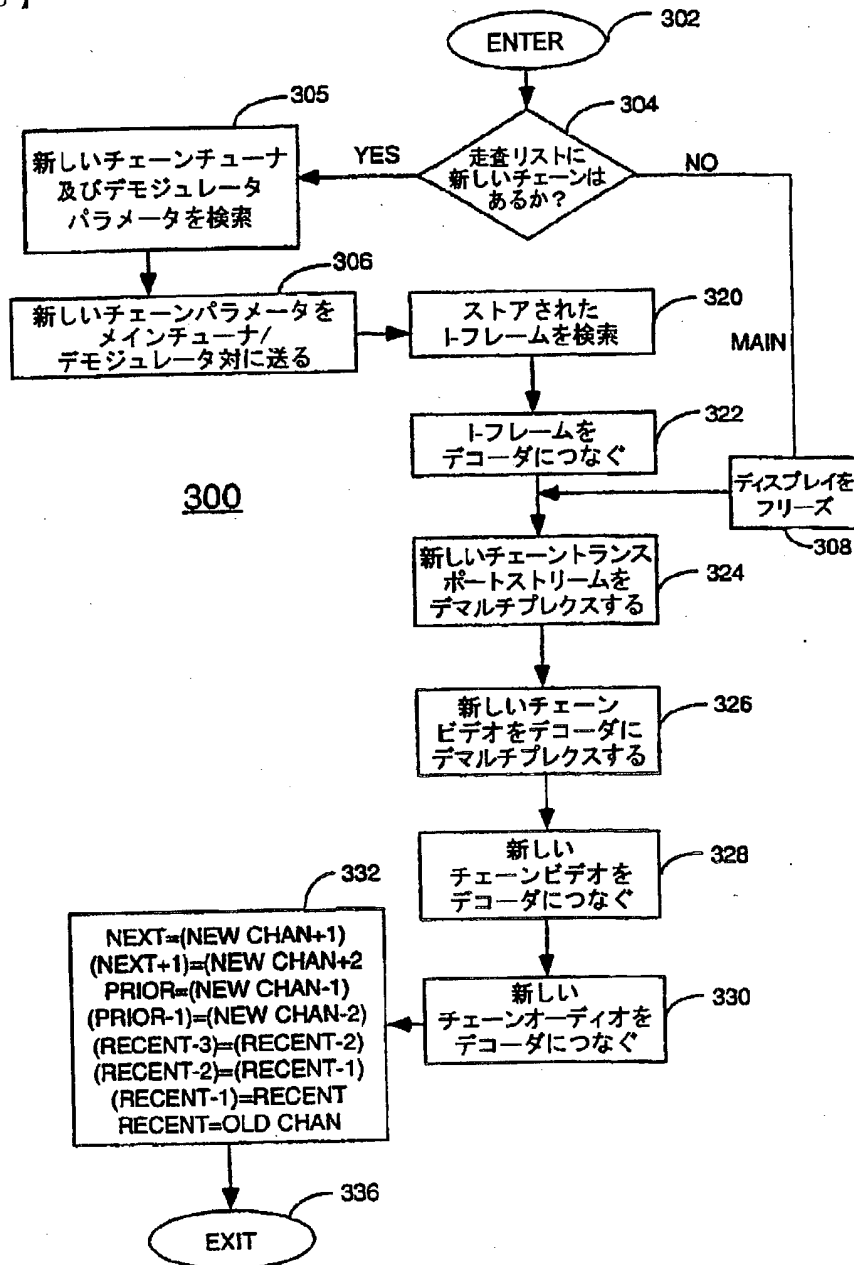 】
302
ENTER
304
走査リストに
新しいチェーンは
あるか?
YES
NO
305
新しいチェーンチューナ
及びデモジュレータ
パラメータを検索
306
新しいチェーンパラメータを
メインチューナ/
デモジュレータ対に送る
320
ストアされた
I-フレームを検索
MAIN
322
I-フレームを
デコーダにつなぐ
300
ディスプレイを
フリーズ
308
新しいチェーントランス
ポートストリームを
デマルチプレクスする
324
新しいチェーン
ビデオをデコーダに
デマルチプレクスする
326
新しい
チェーンビデオを
デコーダにつなぐ
328
332
NEXT=(NEW CHAN+1)
(NEXT+1)=(NEW CHAN+2
PRIOR=(NEW CHAN-1)
(PRIOR-1)=(NEW CHAN-2)
(RECENT-3)=(RECENT-2)
(RECENT-2)=(RECENT-1)
(RECENT-1)=RECENT
RECENT=OLD CHAN
新しい
チェーンオーディオを
デコーダにつなぐ
330
336
EXIT